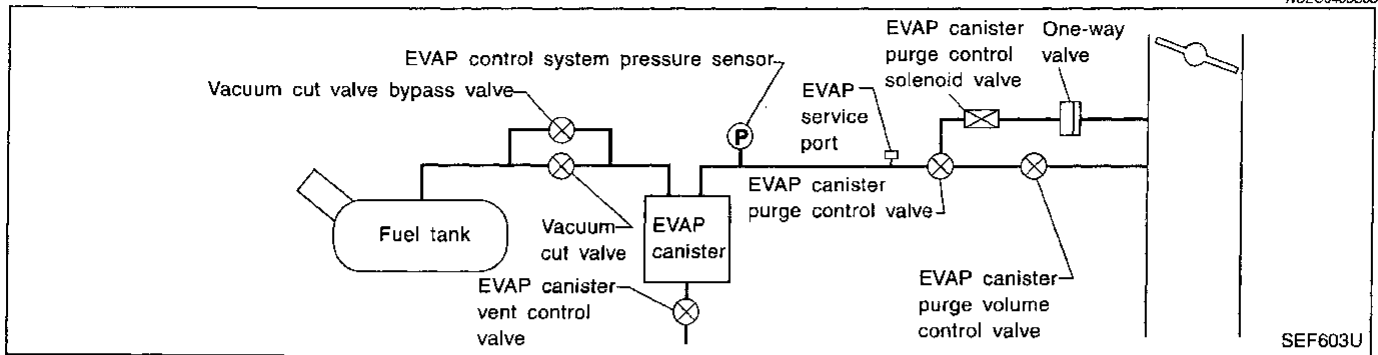 EVAP control system pressure sensor
Vacuum cut valve bypass valve
EVAP canister
purge control
solenoid valve
One-way
valve
EVAP
service
port
P
Fuel tank
Vacuum
cut valve
EVAP
canister
EVAP canister
purge control valve
EVAP canister
vent control
valve
EVAP canister
purge volume
control valve
SEF603U